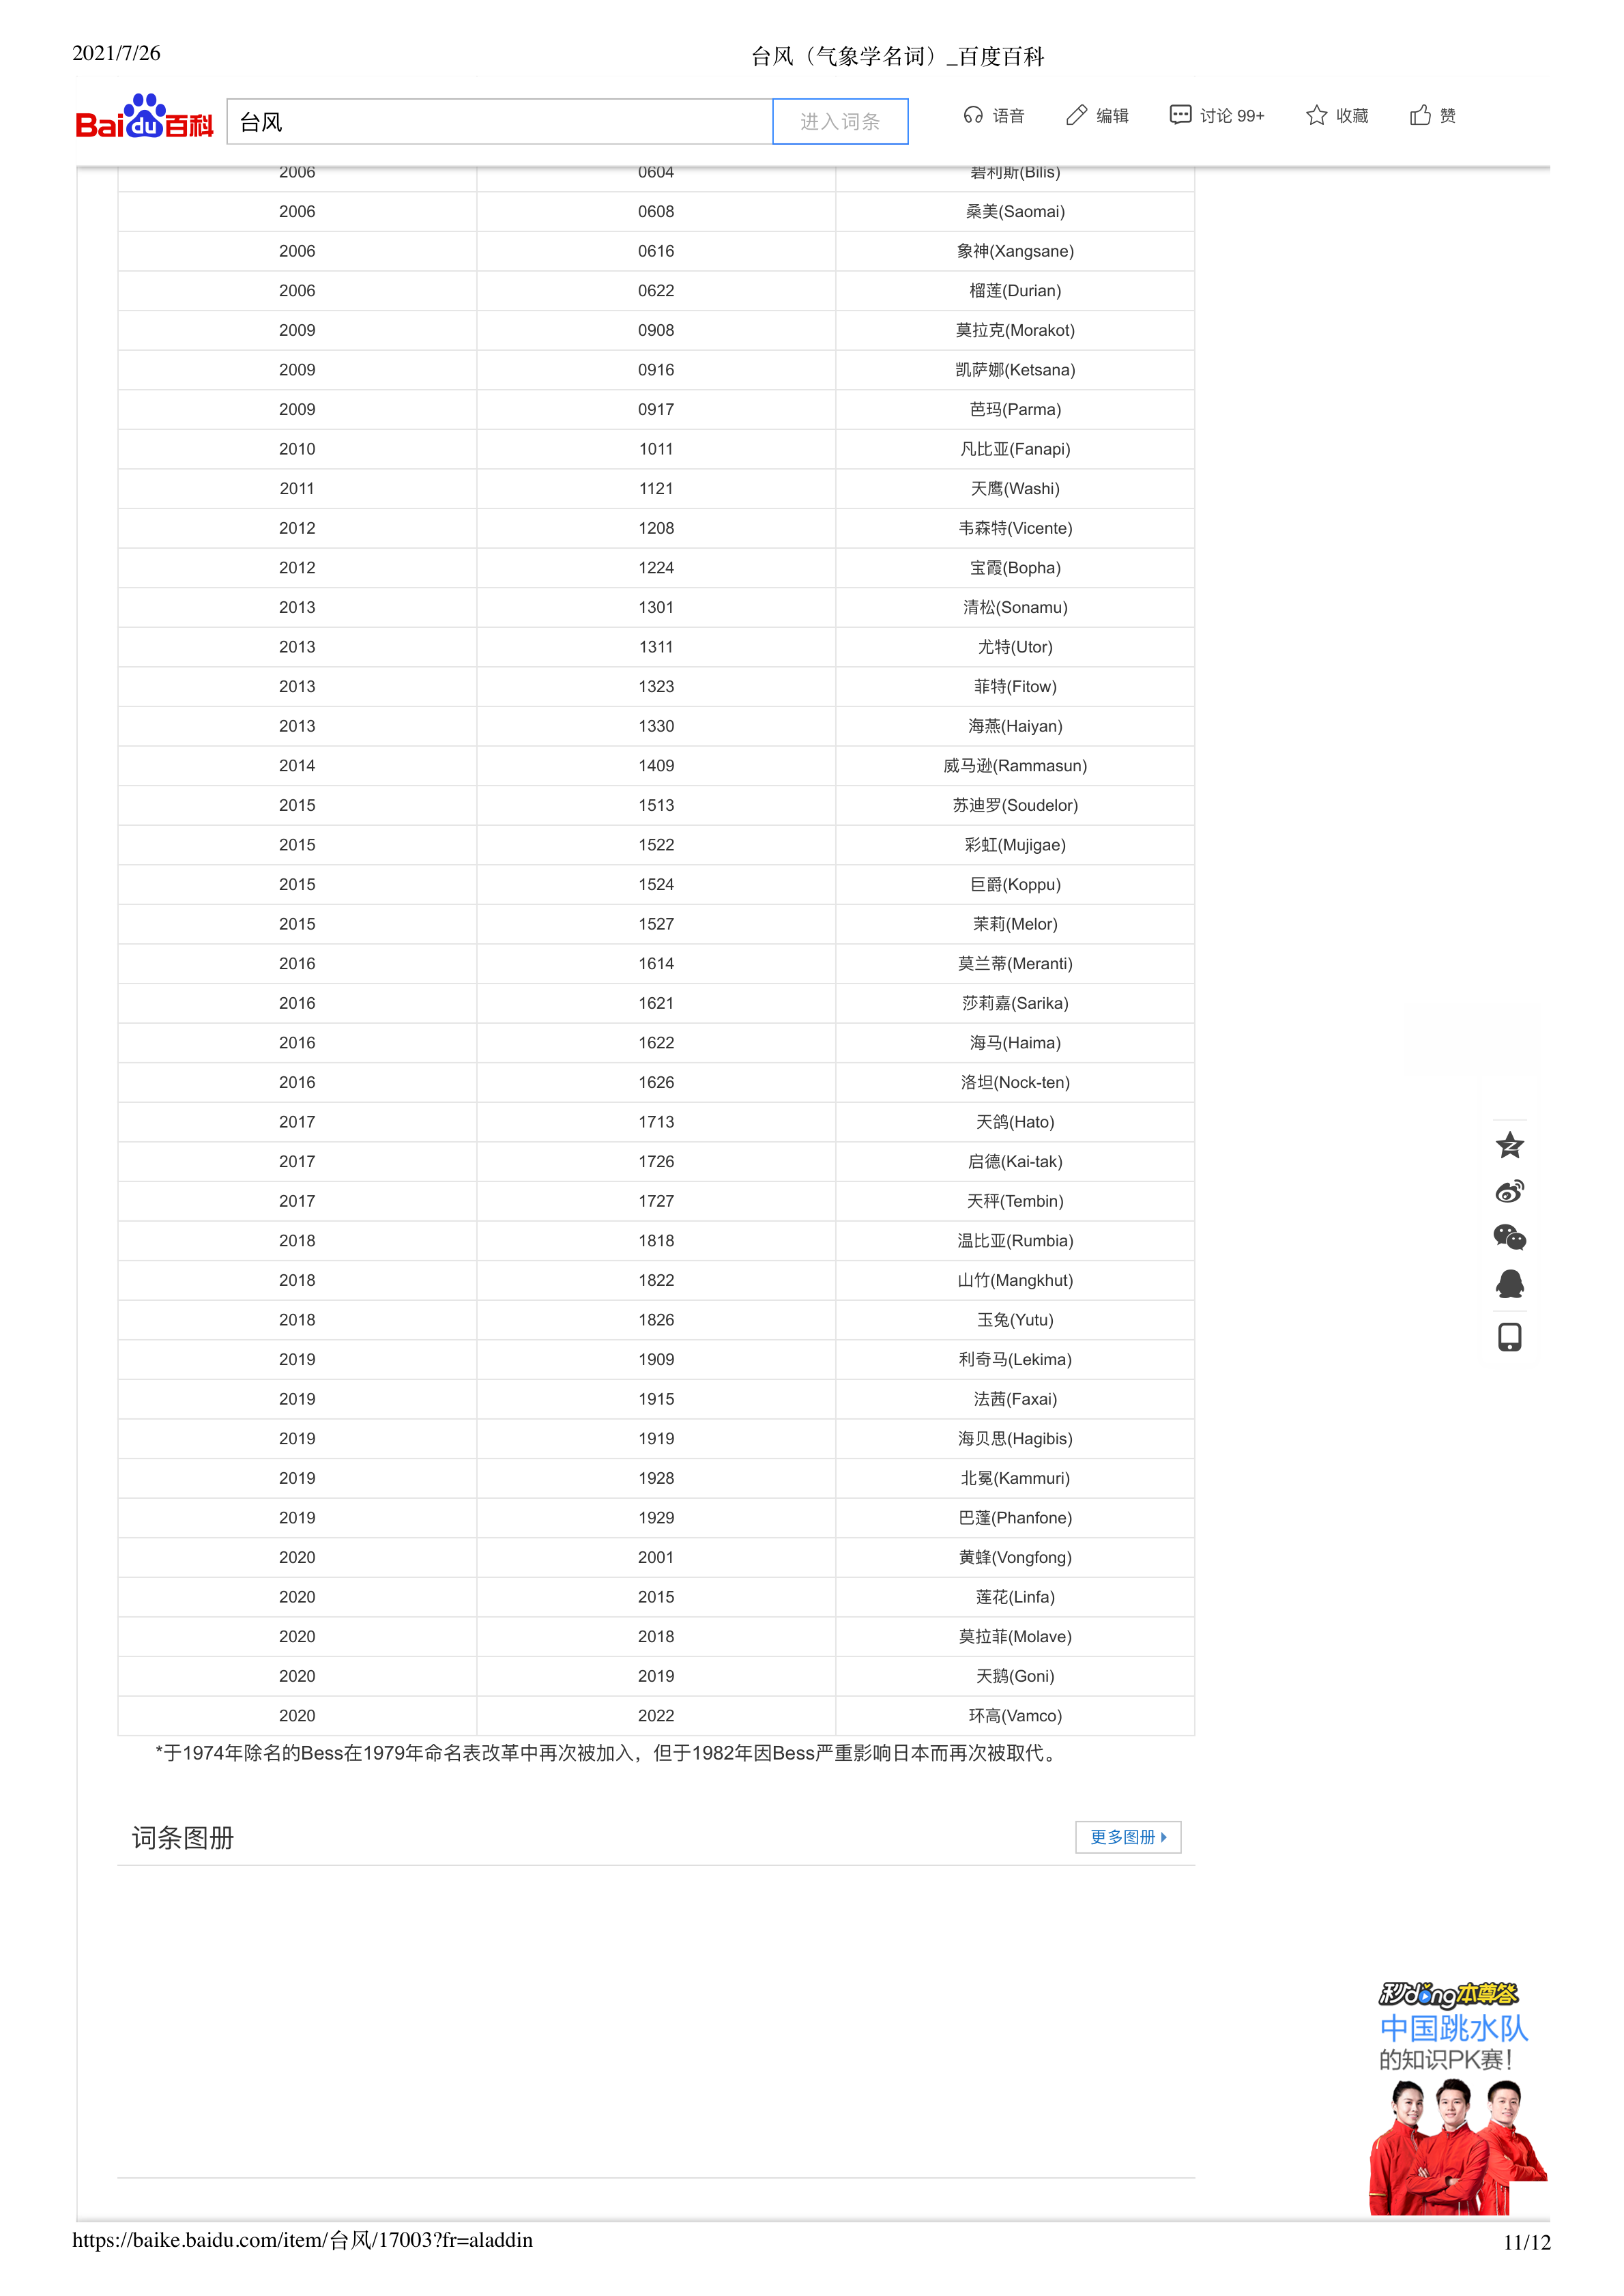 2021/7/26 台风（气象学名词）_百度百科
Bai du 百科 台风 进入词条 语音 编辑 讨论 99+ 收藏 赞
2006 0604 碧利斯(Bilis)
2006 0608 桑美(Saomai)
2006 0616 象神(Xangsane)
2006 0622 榴莲(Durian)
2009 0908 莫拉克(Morakot)
2009 0916 凯萨娜(Ketsana)
2009 0917 芭玛(Parma)
2010 1011 凡比亚(Fanapi)
2011 1121 天鹰(Washi)
2012 1208 韦森特(Vicente)
2012 1224 宝霞(Bopha)
2013 1301 清松(Sonamu)
2013 1311 尤特(Utor)
2013 1323 菲特(Fitow)
2013 1330 海燕(Haiyan)
2014 1409 威马逊(Rammasun)
2015 1513 苏迪罗(Soudelor)
2015 1522 彩虹(Mujigae)
2015 1524 巨爵(Koppu)
2015 1527 茉莉(Melor)
2016 1614 莫兰蒂(Meranti)
2016 1621 莎莉嘉(Sarika)
2016 1622 海马(Haima)
2016 1626 洛坦(Nock-ten)
2017 1713 天鸽(Hato)
2017 1726 启德(Kai-tak)
2017 1727 天秤(Tembin)
2018 1818 温比亚(Rumbia)
2018 1822 山竹(Mangkhut)
2018 1826 玉兔(Yutu)
2019 1909 利奇马(Lekima)
2019 1915 法茜(Faxai)
2019 1919 海贝思(Hagibis)
2019 1928 北冕(Kammuri)
2019 1929 巴蓬(Phanfone)
2020 2001 黄蜂(Vongfong)
2020 2015 莲花(Linfa)
2020 2018 莫拉菲(Molave)
2020 2019 天鹅(Goni)
2020 2022 环高(Vamco)
*于1974年除名的Bess在1979年命名表改革中再次被加入，但于1982年因Bess严重影响日本而再次被取代。
词条图册 更多图册
秒dǒng本尊答
中国跳水队
的知识PK赛！
https://baike.baidu.com/item/台风/17003?fr=aladdin 11/12